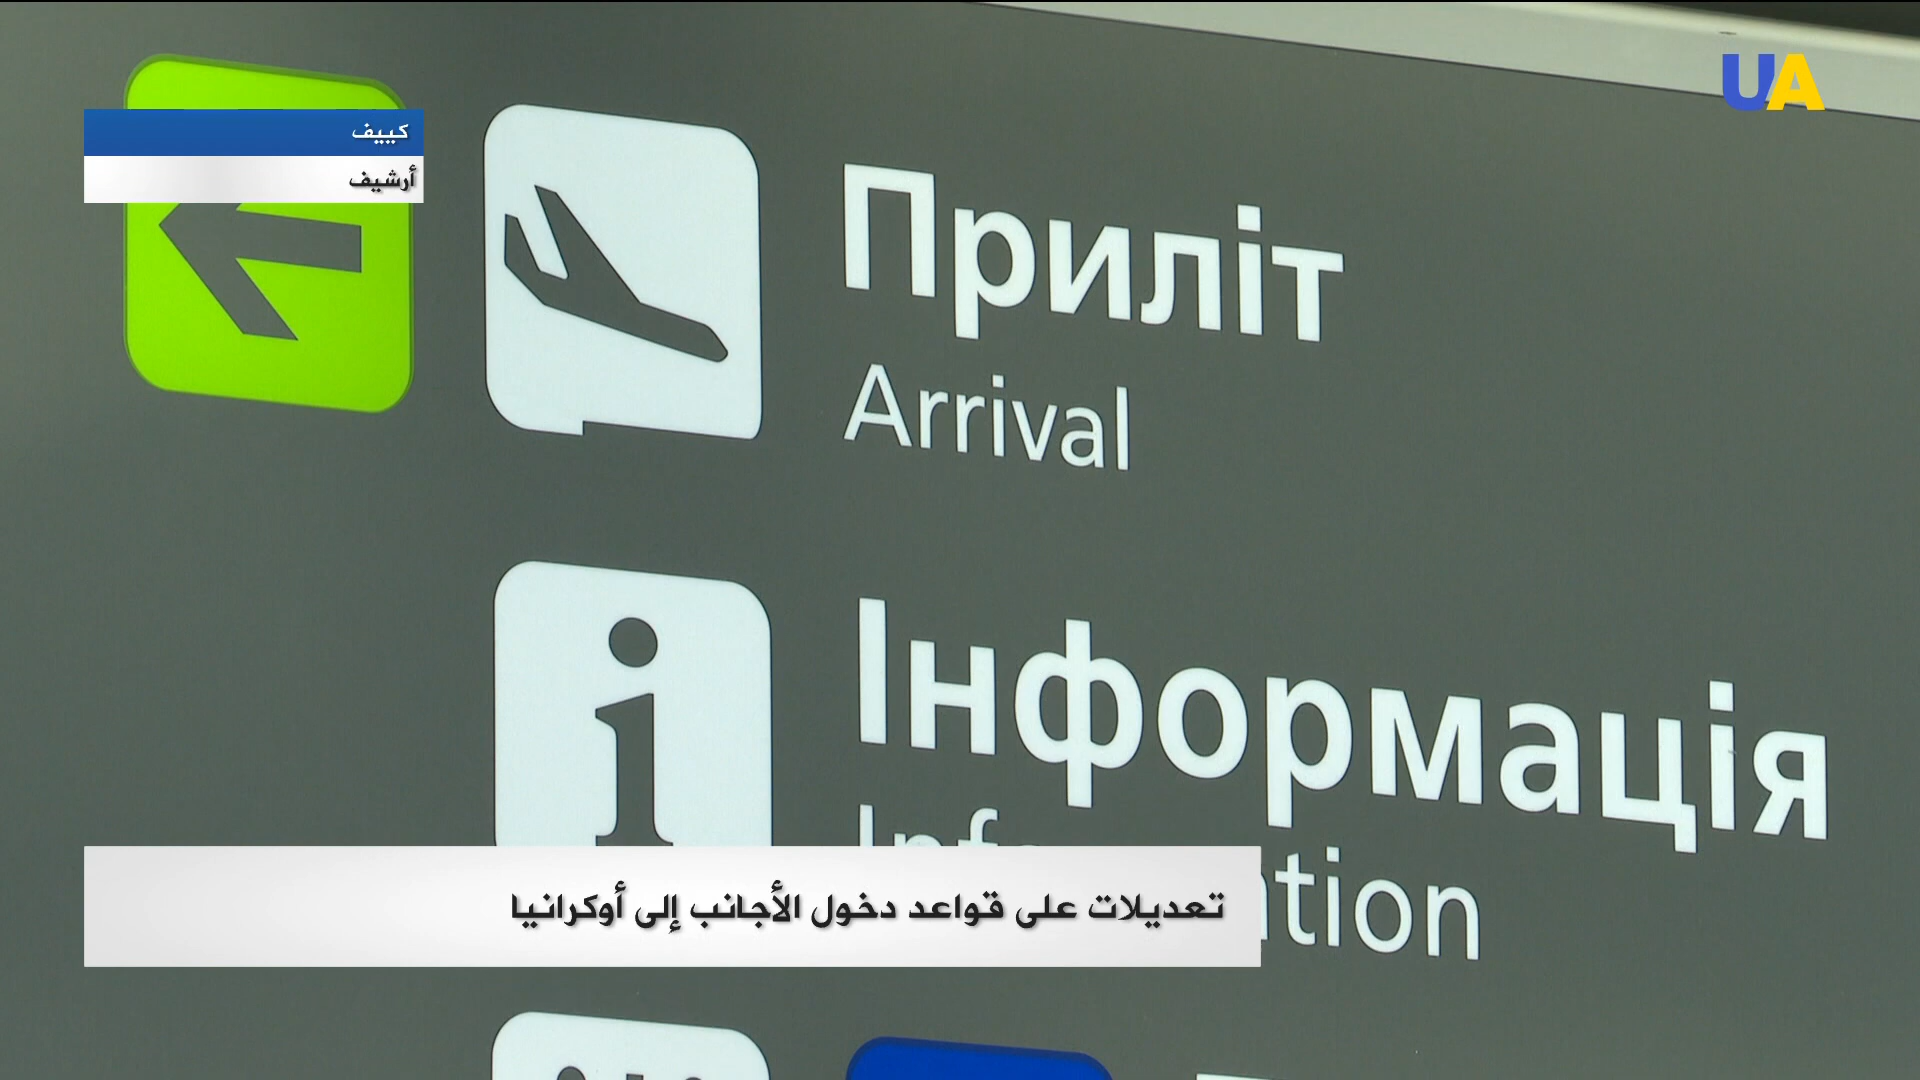 UA
كييف
أرشيف
Приліт
Arrival
Інформація
تعديلات على قواعد دخول الأجانب إلى أوكرانيا